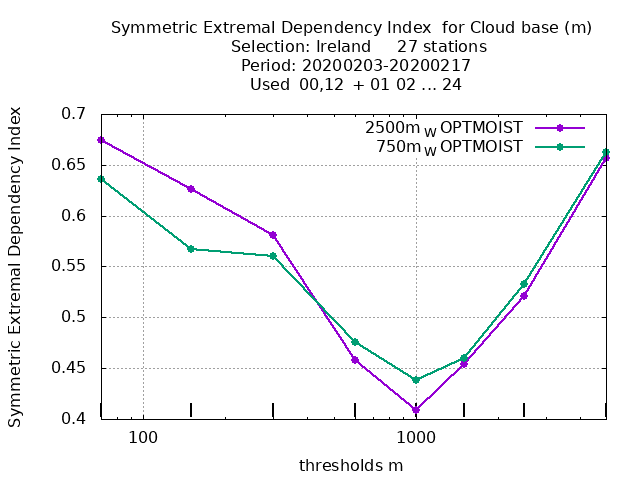 Symmetric Extremal Dependency Index  for Cloud base (m)
Selection: Ireland     27 stations
Period: 20200203-20200217
Used  00,12  + 01 02 ... 24
Symmetric Extremal Dependency Index
0.7
0.65
0.6
0.55
0.5
0.45
0.4
2500m W OPTMOIST
750m W OPTMOIST
100
1000
thresholds m